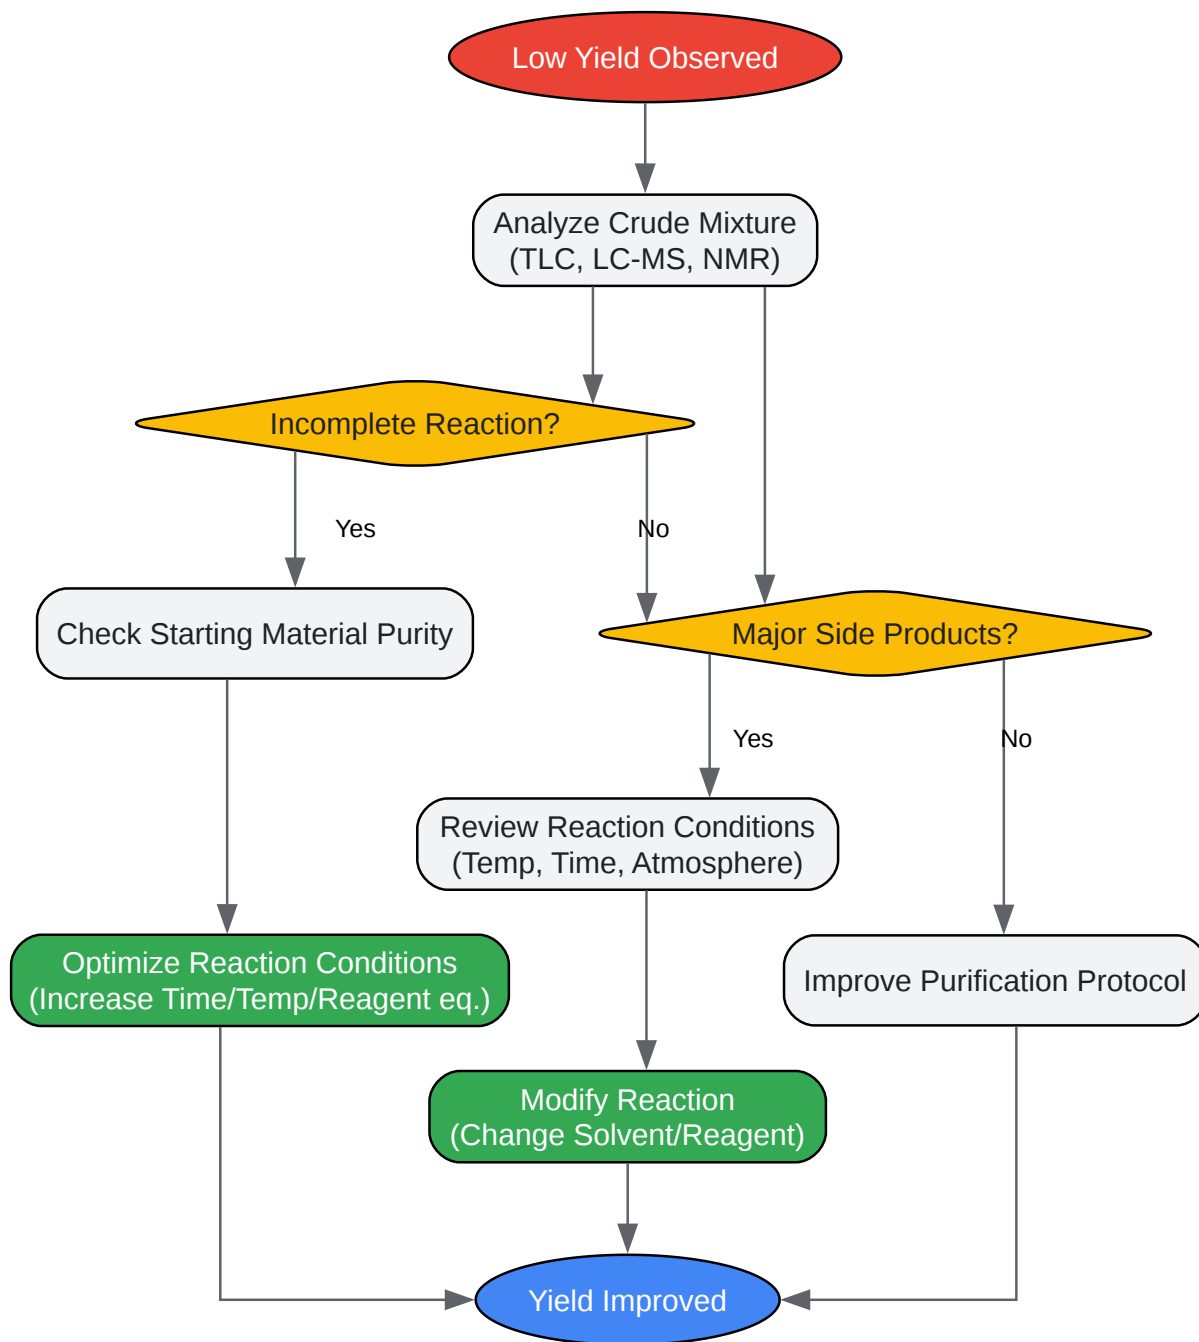 Low Yield Observed
Analyze Crude Mixture
(TLC, LC-MS, NMR)
Incomplete Reaction?
Yes
No
Check Starting Material Purity
Major Side Products?
Yes
No
Review Reaction Conditions
(Temp, Time, Atmosphere)
Optimize Reaction Conditions
(Increase Time/Temp/Reagent eq.)
Improve Purification Protocol
Modify Reaction
(Change Solvent/Reagent)
Yield Improved